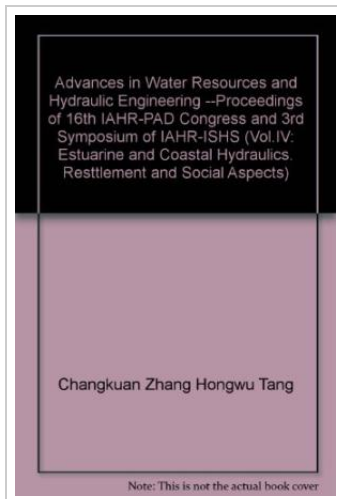 Advances in Water Resources and
Hydraulic Engineering --Proceedings
of 16th IAHR-PAD Congress and 3rd
Symposium of IAHR-ISHS (Vol.IV:
Estuarine and Coastal Hydraulics.
Resttlement and Social Aspects)
Changkuan Zhang Hongwu Tang
Note: This is not the actual book cover